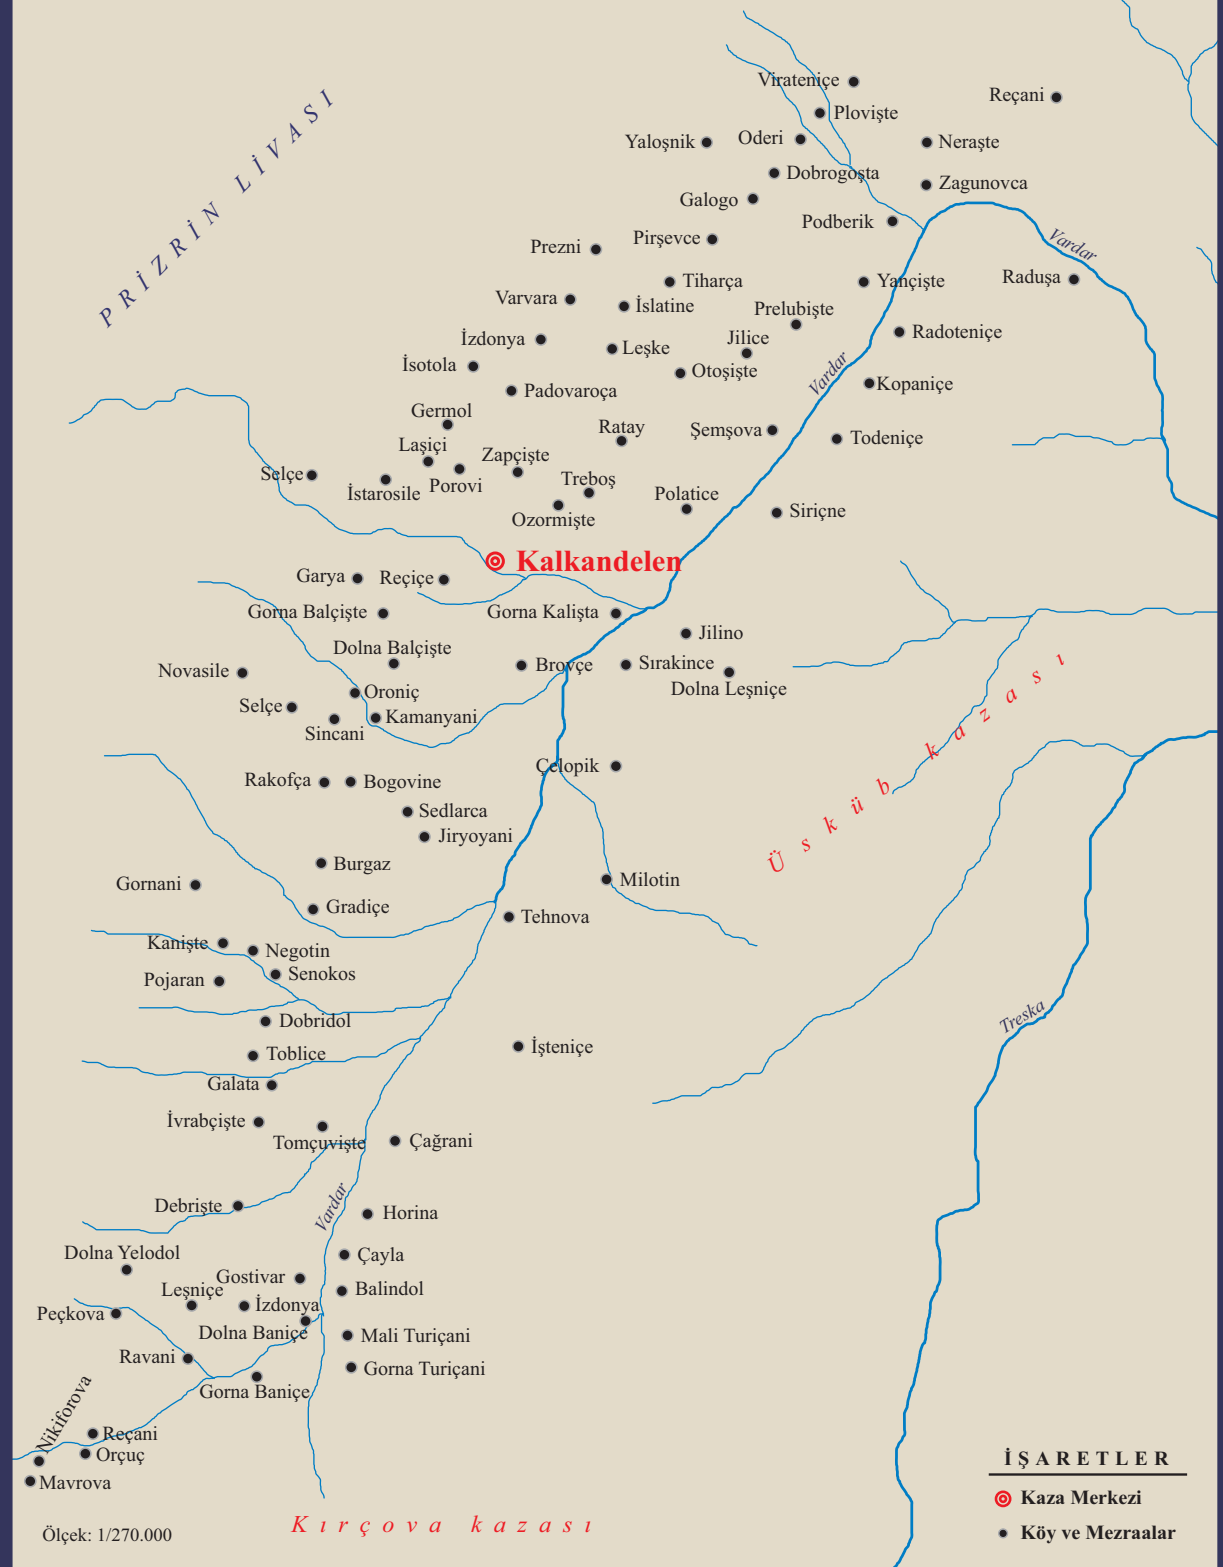 Virateniçe
Reçani
PRİZRİN LİVASI
Plovişte
Yaloşnik
Oderi
Neraşte
Dobrogoşta
Zagunovca
Galogo
Podberik
Pirşevce
Prezni
Vardar
Tiharça
Yançişte
Raduşa
Varvara
İslatine
Prelubişte
Radoteniçe
İzdonya
Jilice
Leşke
İsotola
Otoşişte
Vardar
Padovaroça
Kopaniçe
Germol
Ratay
Şemşova
Todeniçe
Laşiçi
Zapçişte
Selçe
İstarosile
Porovi
Treboş
Polatice
Ozormişte
Siriçne
Kalkandelen
Garya
Reçiçe
Gorna Balçişte
Gorna Kalişta
Jilino
Dolna Balçişte
Brovçe
Sırakince
Novasile
Dolna Leşniçe
Oroniç
Selçe
Kamanyani
Sincani
Üsküb kazası
Çelopik
Rakofça
Bogovine
Sedlarca
Jiryoyani
Burgaz
Milotin
Gornani
Gradiçe
Tehnova
Kanişte
Negotin
Senokos
Pojaran
Treska
Dobridol
İşteniçe
Toblice
Galata
İvrabçişte
Tomçuvişte
Çağrani
Debrişte
Vardar
Horina
Dolna Yelodol
Çayla
Gostivar
Leşniçe
Balindol
İzdonya
Peçkova
Dolna Baniçe
Mali Turiçani
Ravani
Gorna Turiçani
Gorna Baniçe
Nikiforova
Reçani
Orçuç
Mavrova
İŞARETLER
Kaza Merkezi
Köy ve Mezraalar
Kırçova kazası
Ölçek: 1/270.000